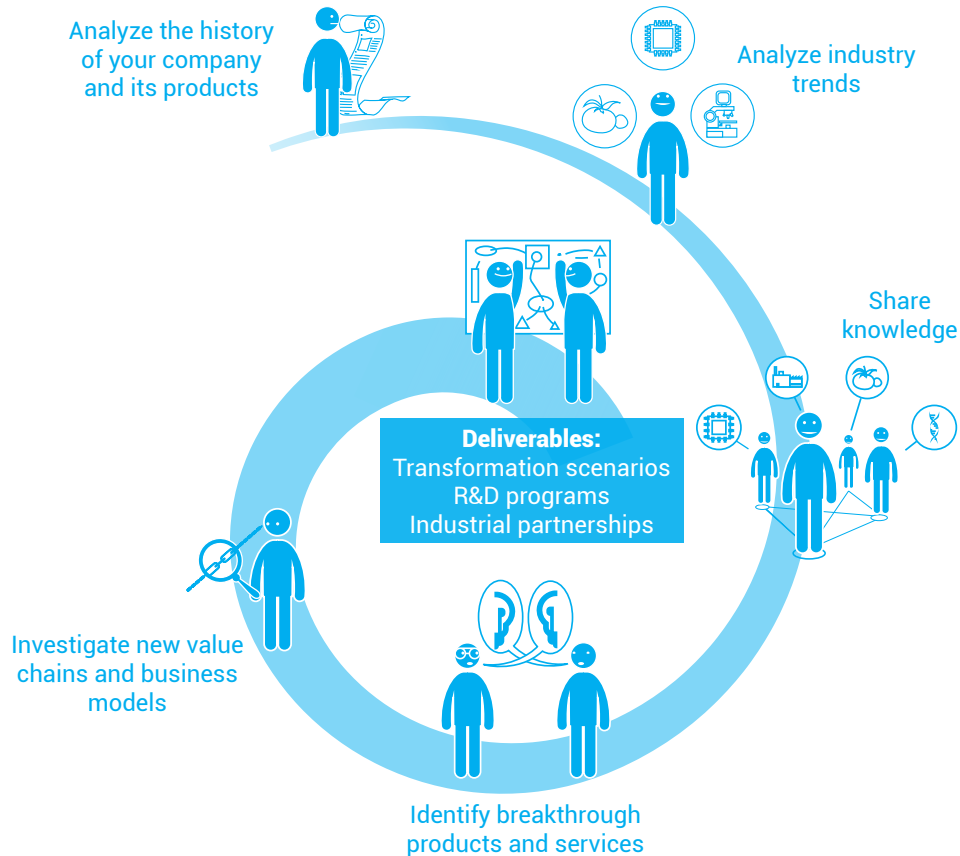 Analyze the history
of your company
and its products
Analyze industry
trends
Share
knowledge
Deliverables:
Transformation scenarios
R&D programs
Industrial partnerships
Investigate new value
chains and business
models
Identify breakthrough
products and services